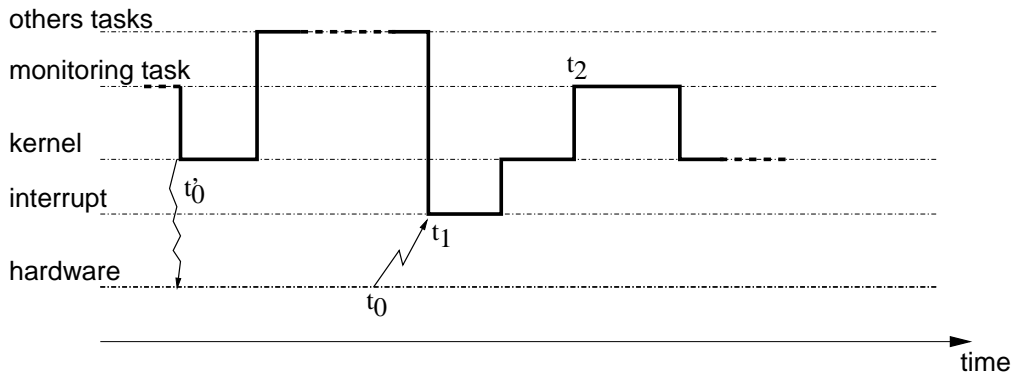 others tasks
monitoring task
t2
kernel
t'0
interrupt
t1
hardware
t0
time